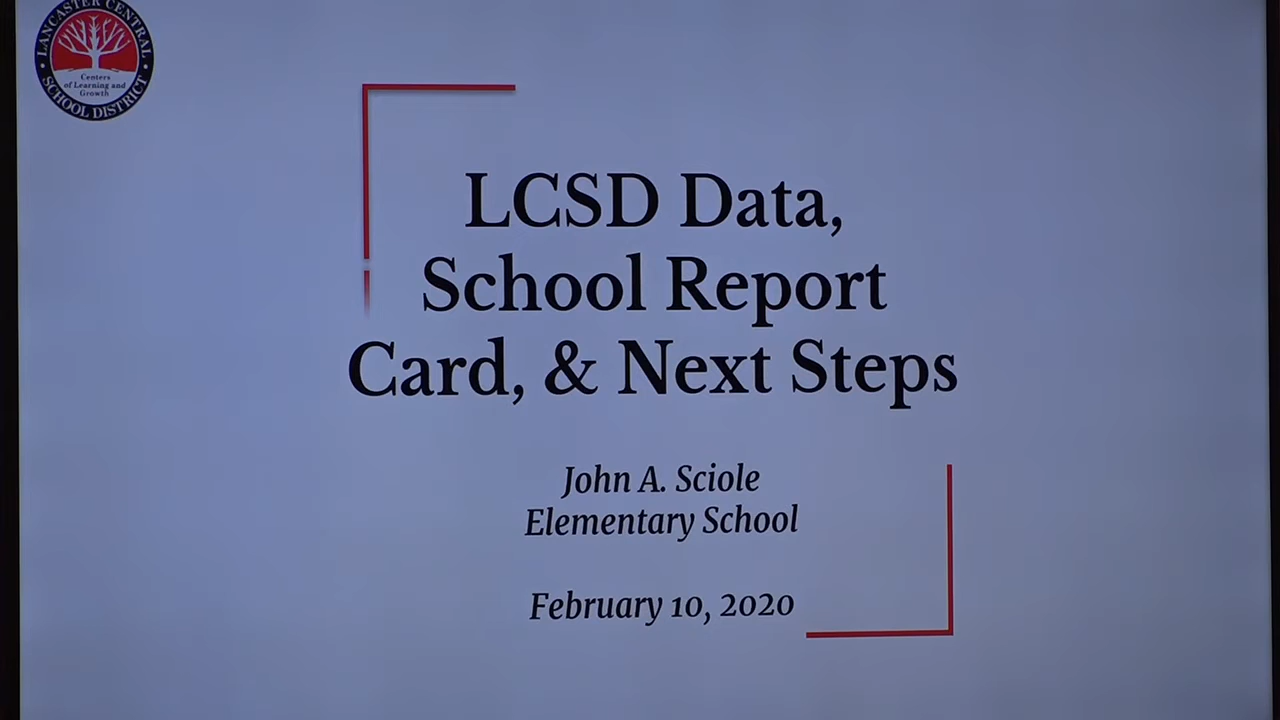 LANCASTER CENTRAL
SCHOOL DISTRICT
Centers
of Learning and
Growth
LCSD Data,
School Report
Card, & Next Steps
John A. Sciole
Elementary School
February 10, 2020